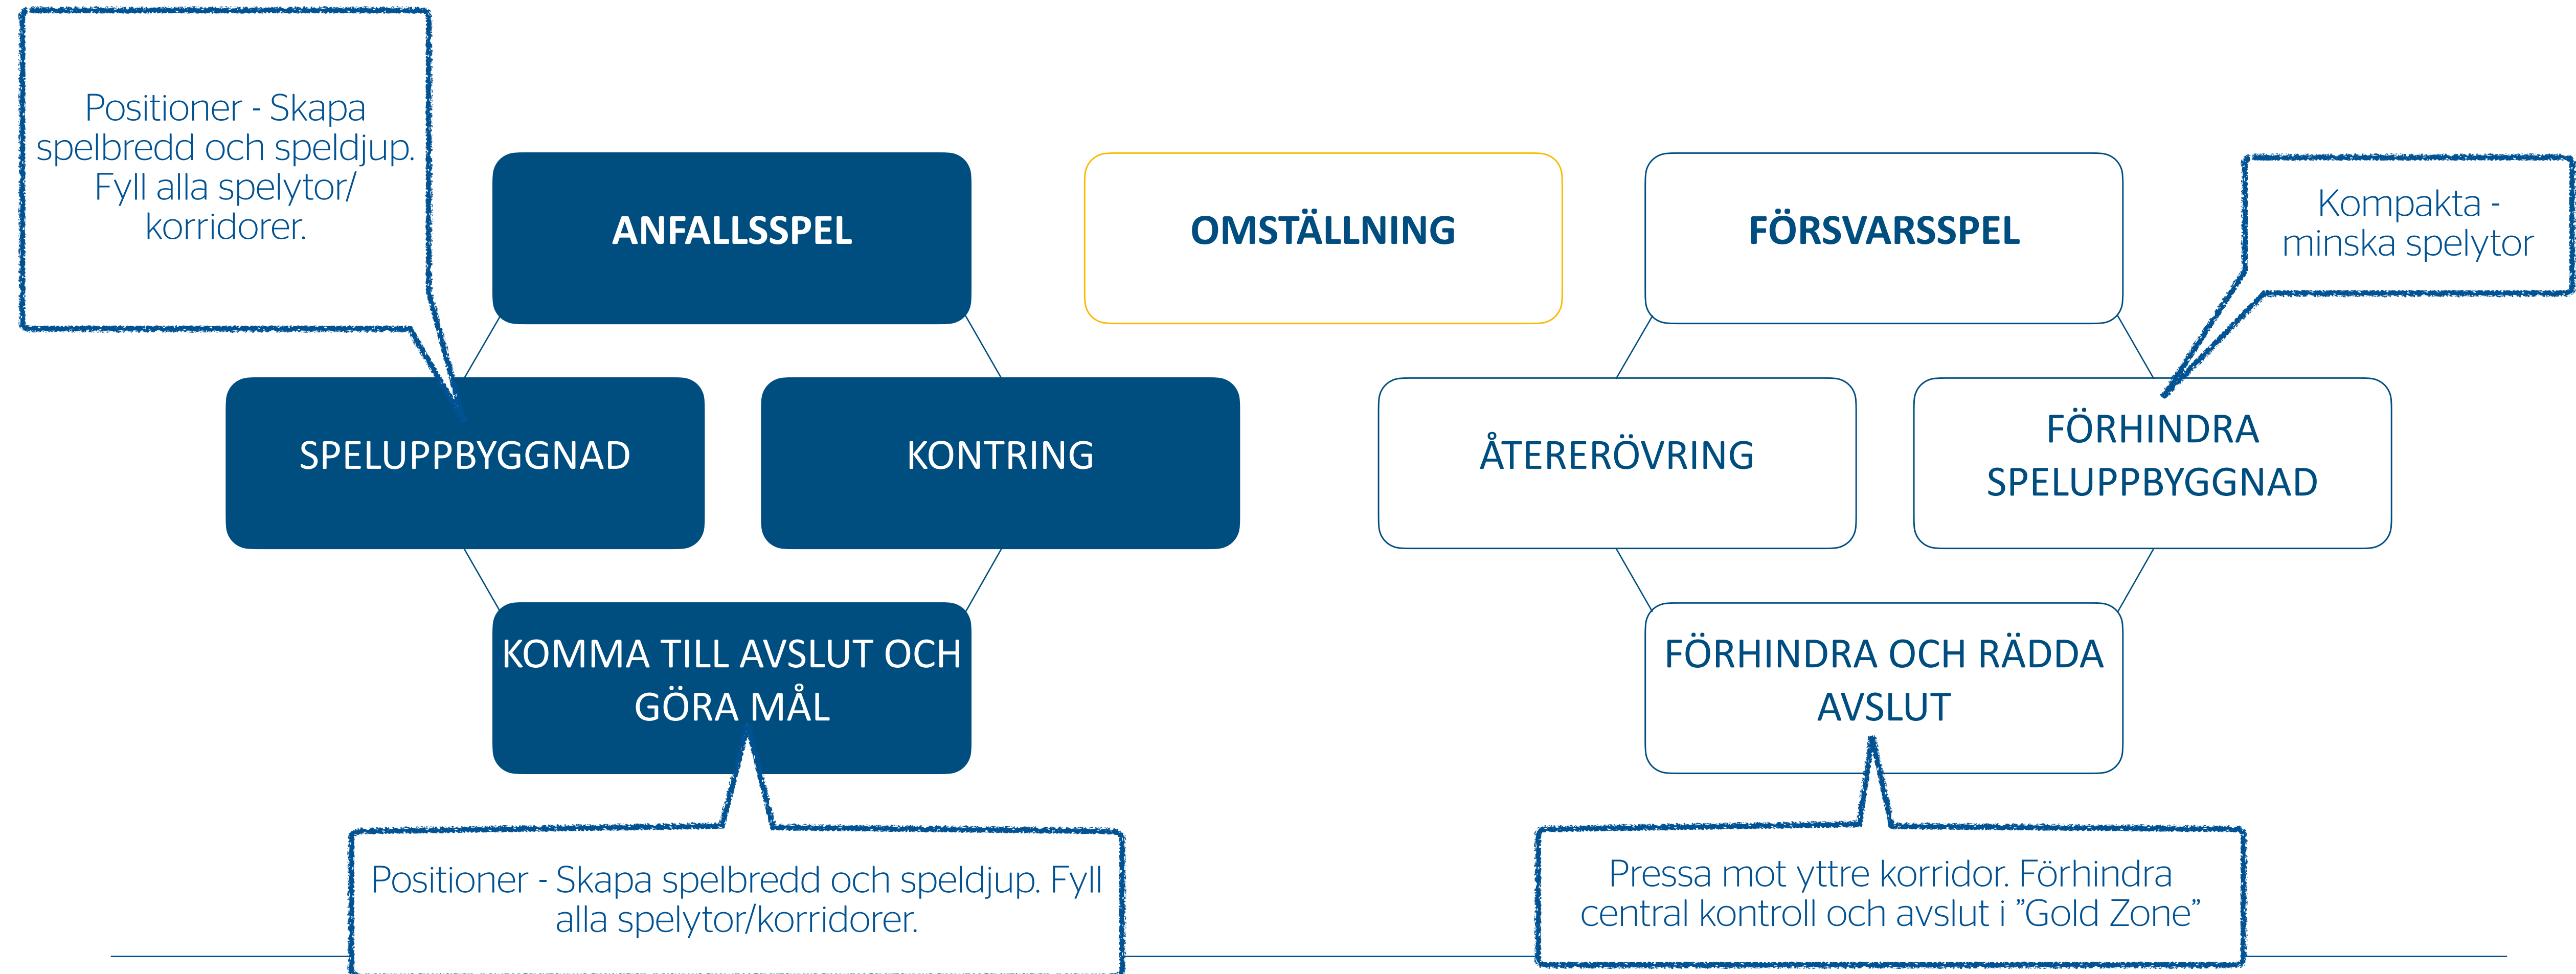 Positioner - Skapa
spelbredd och speldjup.
Fyll alla spelytor/
korridorer.
ANFALLSSPEL
OMSTÄLLNING
FÖRSVARSSPEL
Kompakta -
minska spelytor
SPELUPPBYGGNAD
KONTRING
ÅTERERÖVRING
FÖRHINDRA
SPELUPPBYGGNAD
KOMMA TILL AVSLUT OCH
GÖRA MÅL
FÖRHINDRA OCH RÄDDA
AVSLUT
Positioner - Skapa spelbredd och speldjup. Fyll
alla spelytor/korridorer.
Pressa mot yttre korridor. Förhindra
central kontroll och avslut i ”Gold Zone”